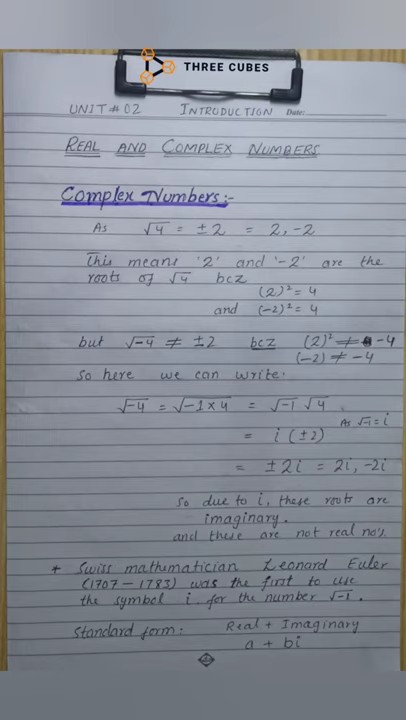 THREE CUBES
UNIT # 02 INTRODUCTION Date:
REAL AND COMPLEX NUMBERS
Complex Numbers:-
As √4 = ±2 = 2, -2
This means '2' and '-2' are the
roots of √4 bcz
(2)² = 4
and (-2)² = 4
but √-4 ≠ ±2 bcz (2)² ≠ -4
(-2) ≠ -4
So here we can write:
√-4 = √-1×4 = √-1 √4
As √-1 = i
= i (±2)
= ±2i = 2i, -2i
So due to i, these roots are
imaginary.
and these are not real no's.
* Swiss mathematician Leonard Euler
(1707 - 1783) was the first to use
the symbol i for the number √-1.
Standard form: Real + Imaginary
a + bi